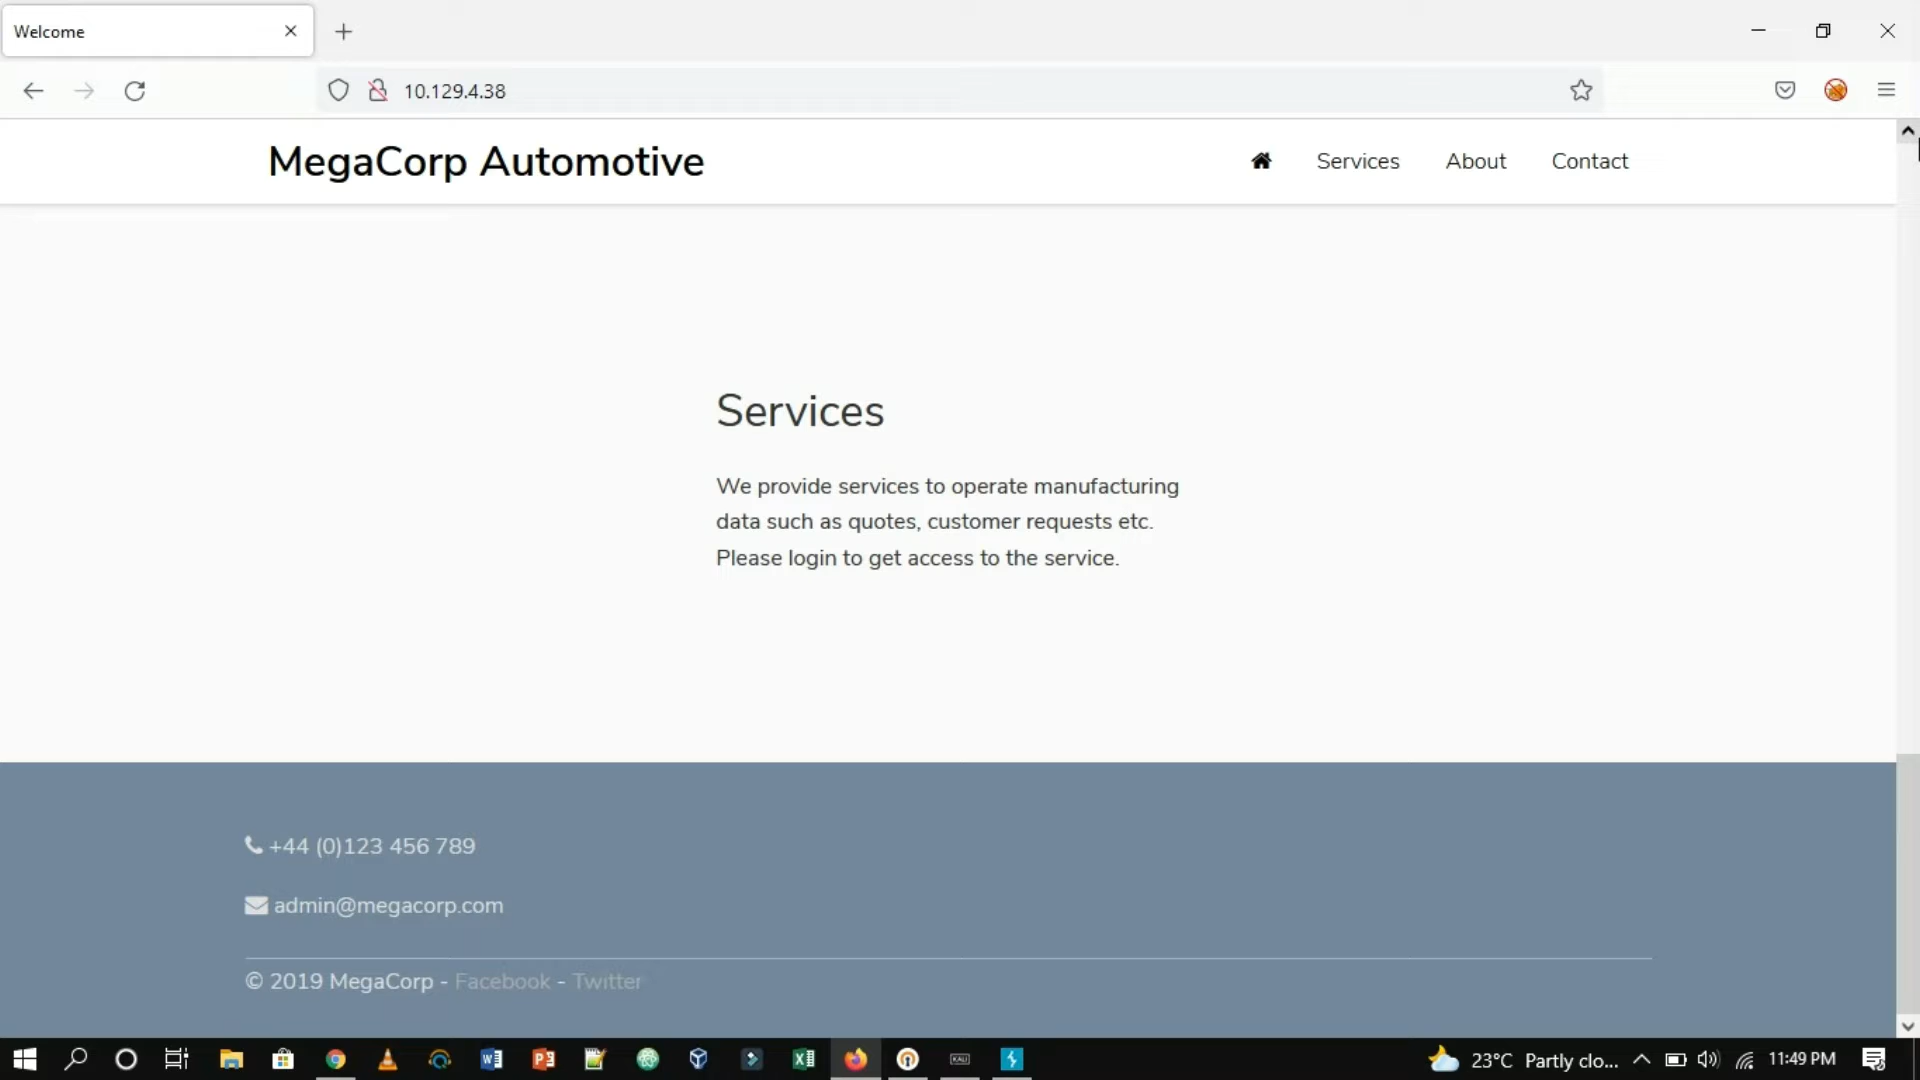 Welcome
10.129.4.38
MegaCorp Automotive
Services About Contact
Services
We provide services to operate manufacturing
data such as quotes, customer requests etc.
Please login to get access to the service.
+44 (0)123 456 789
admin@megacorp.com
© 2019 MegaCorp - Facebook - Twitter
KALI
23°C Partly clo... 11:49 PM